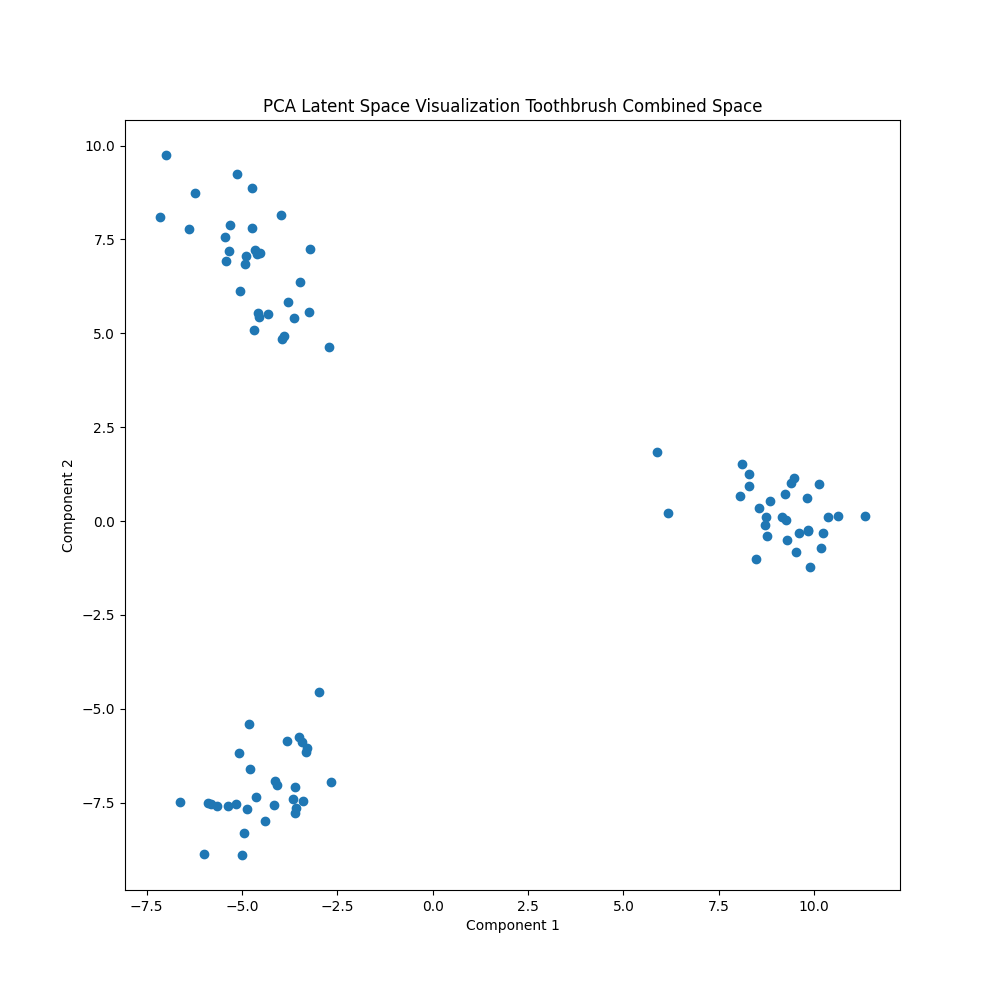 PCA Latent Space Visualization Toothbrush Combined Space
10.0
7.5
5.0
2.5
0.0
−2.5
−5.0
−7.5
Component 2
−7.5 −5.0 −2.5 0.0 2.5 5.0 7.5 10.0
Component 1